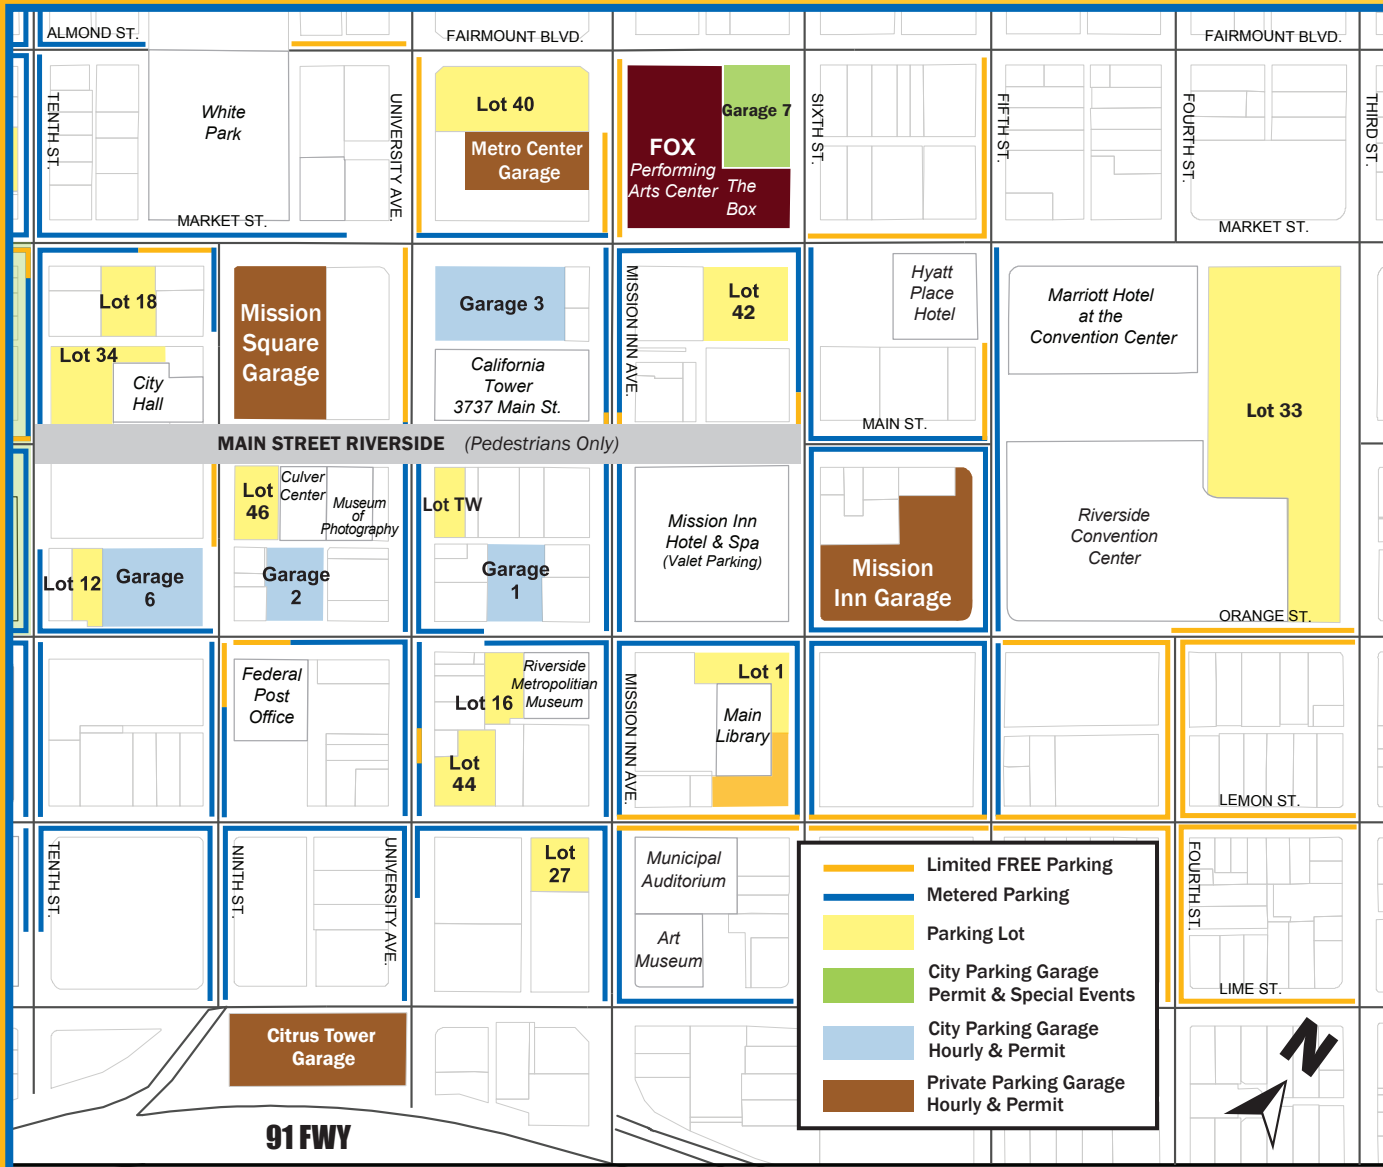 ALMOND ST.
FAIRMOUNT BLVD.
FAIRMOUNT BLVD.
TENTH ST.
White
Park
UNIVERSITY AVE.
Lot 40
Metro Center
Garage
FOX
Performing
Arts Center
The
Box
Garage 7
SIXTH ST.
FIFTH ST.
FOURTH ST.
THIRD ST.
MARKET ST.
MARKET ST.
Lot 18
Lot 34
City
Hall
Mission
Square
Garage
Garage 3
California
Tower
3737 Main St.
MISSION INN AVE.
Lot
42
Hyatt
Place
Hotel
Marriott Hotel
at the
Convention Center
Lot 33
MAIN ST.
MAIN STREET RIVERSIDE (Pedestrians Only)
Lot
46
Culver
Center
Museum
of
Photography
Lot TW
Mission Inn
Hotel & Spa
(Valet Parking)
Riverside
Convention
Center
Lot 12
Garage
6
Garage
2
Garage
1
Mission
Inn Garage
ORANGE ST.
Federal
Post
Office
Lot 16
Riverside
Metropolitian
Museum
Lot
44
MISSION INN AVE.
Lot 1
Main
Library
LEMON ST.
TENTH ST.
NINTH ST.
UNIVERSITY AVE.
Lot
27
Municipal
Auditorium
Art
Museum
FOURTH ST.
LIME ST.
Limited FREE Parking
Metered Parking
Parking Lot
City Parking Garage
Permit & Special Events
City Parking Garage
Hourly & Permit
Private Parking Garage
Hourly & Permit
Citrus Tower
Garage
91 FWY
N